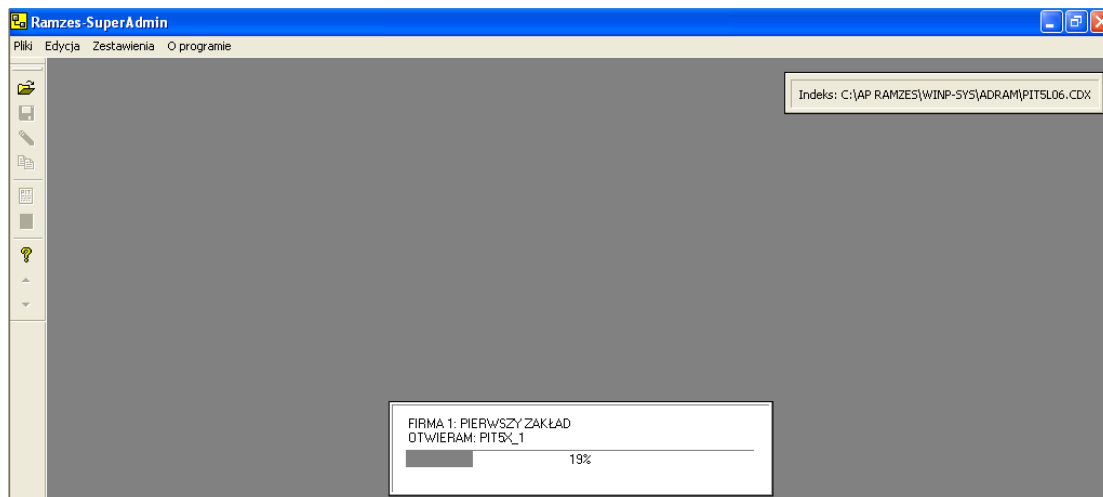 Ramzes-SuperAdmin
Pliki Edycja Zestawienia O programie
Indeks: C:\AP RAMZES\WINP-SYS\ADRAM\PIT5L06.CDX
FIRMA 1: PIERWSZY ZAKŁAD
OTWIERAM: PIT5X_1
19%